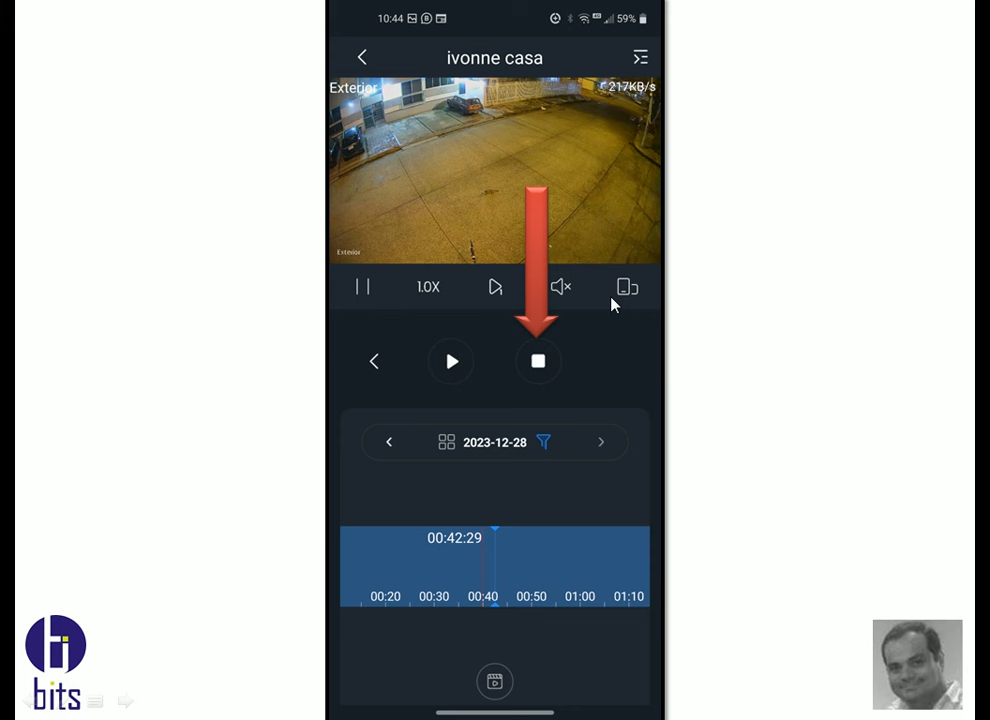 10:44
59%
ivonne casa
Exterior
217KB/s
Exterior
1.0X
2023-12-28
00:42:29
00:20 00:30 00:40 00:50 01:00 01:10
bits